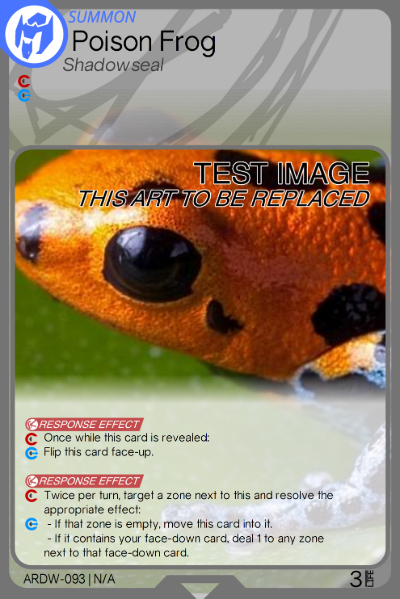 SUMMON
Poison Frog
Shadowseal
TEST IMAGE
THIS ART TO BE REPLACED
RESPONSE EFFECT
Once while this card is revealed:
Flip this card face-up.
RESPONSE EFFECT
Twice per turn, target a zone next to this and resolve the
appropriate effect:
- If that zone is empty, move this card into it.
- If it contains your face-down card, deal 1 to any zone
next to that face-down card.
ARDW-093 | N/A
3 LIFE